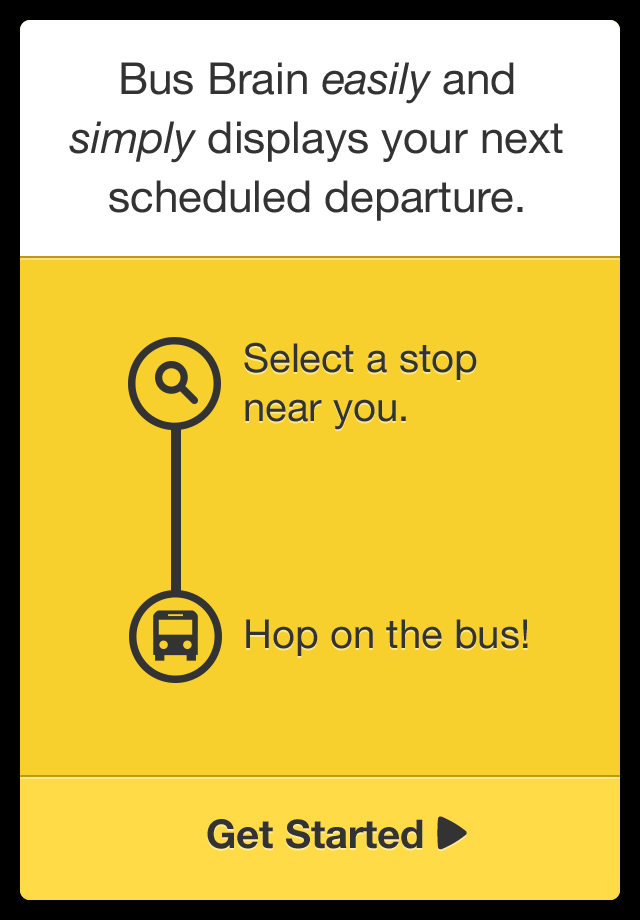 Bus Brain easily and
simply displays your next
scheduled departure.
Select a stop
near you.
Hop on the bus!
Get Started